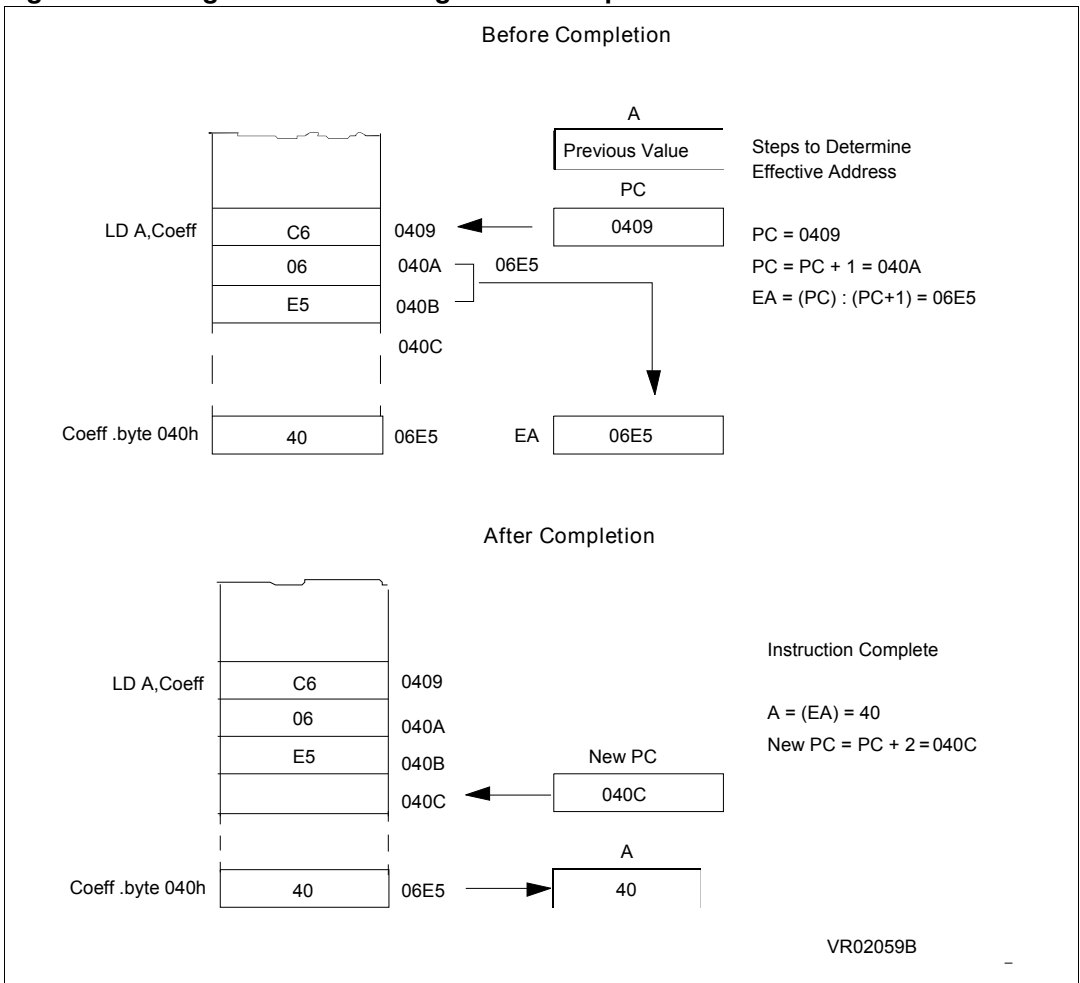 Before Completion
A
Previous Value
Steps to Determine
Effective Address
PC
LD A,Coeff
C6
0409
0409
PC = 0409
06
040A
06E5
PC = PC + 1 = 040A
E5
040B
EA = (PC) : (PC+1) = 06E5
040C
Coeff .byte 040h
40
06E5
EA
06E5
After Completion
Instruction Complete
LD A,Coeff
C6
0409
06
040A
A = (EA) = 40
E5
040B
New PC
New PC = PC + 2 = 040C
040C
040C
A
Coeff .byte 040h
40
06E5
40
VR02059B